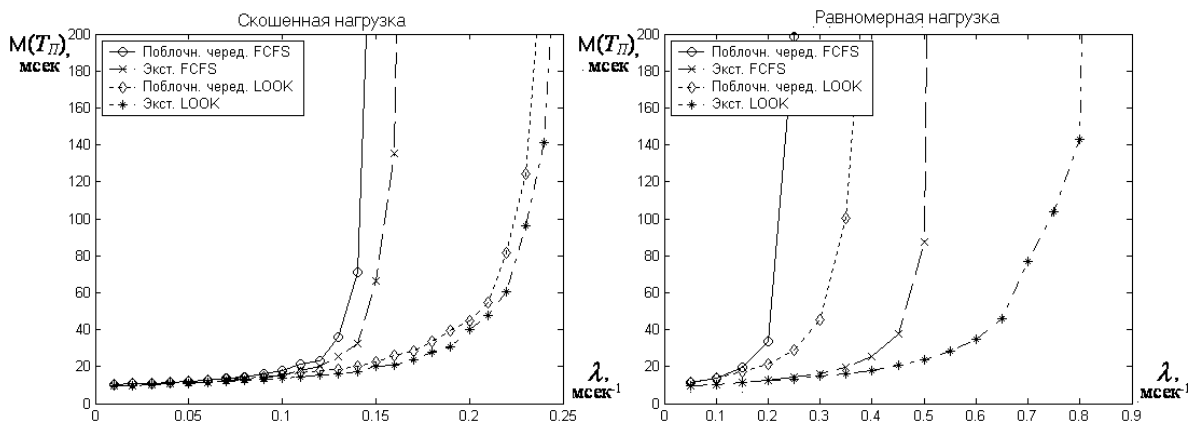 Скошенная нагрузка
M(TП),
мсек
200
180
160
140
120
100
80
60
40
20
0
Поблочн. черед. FCFS
Экст. FCFS
Поблочн. черед. LOOK
Экст. LOOK
0
0.05
0.1
0.15
0.2
0.25
λ,
мсек-1
Равномерная нагрузка
M(TП),
мсек
200
180
160
140
120
100
80
60
40
20
0
Поблочн. черед. FCFS
Экст. FCFS
Поблочн. черед. LOOK
Экст. LOOK
0
0.1
0.2
0.3
0.4
0.5
0.6
0.7
0.8
0.9
λ,
мсек-1